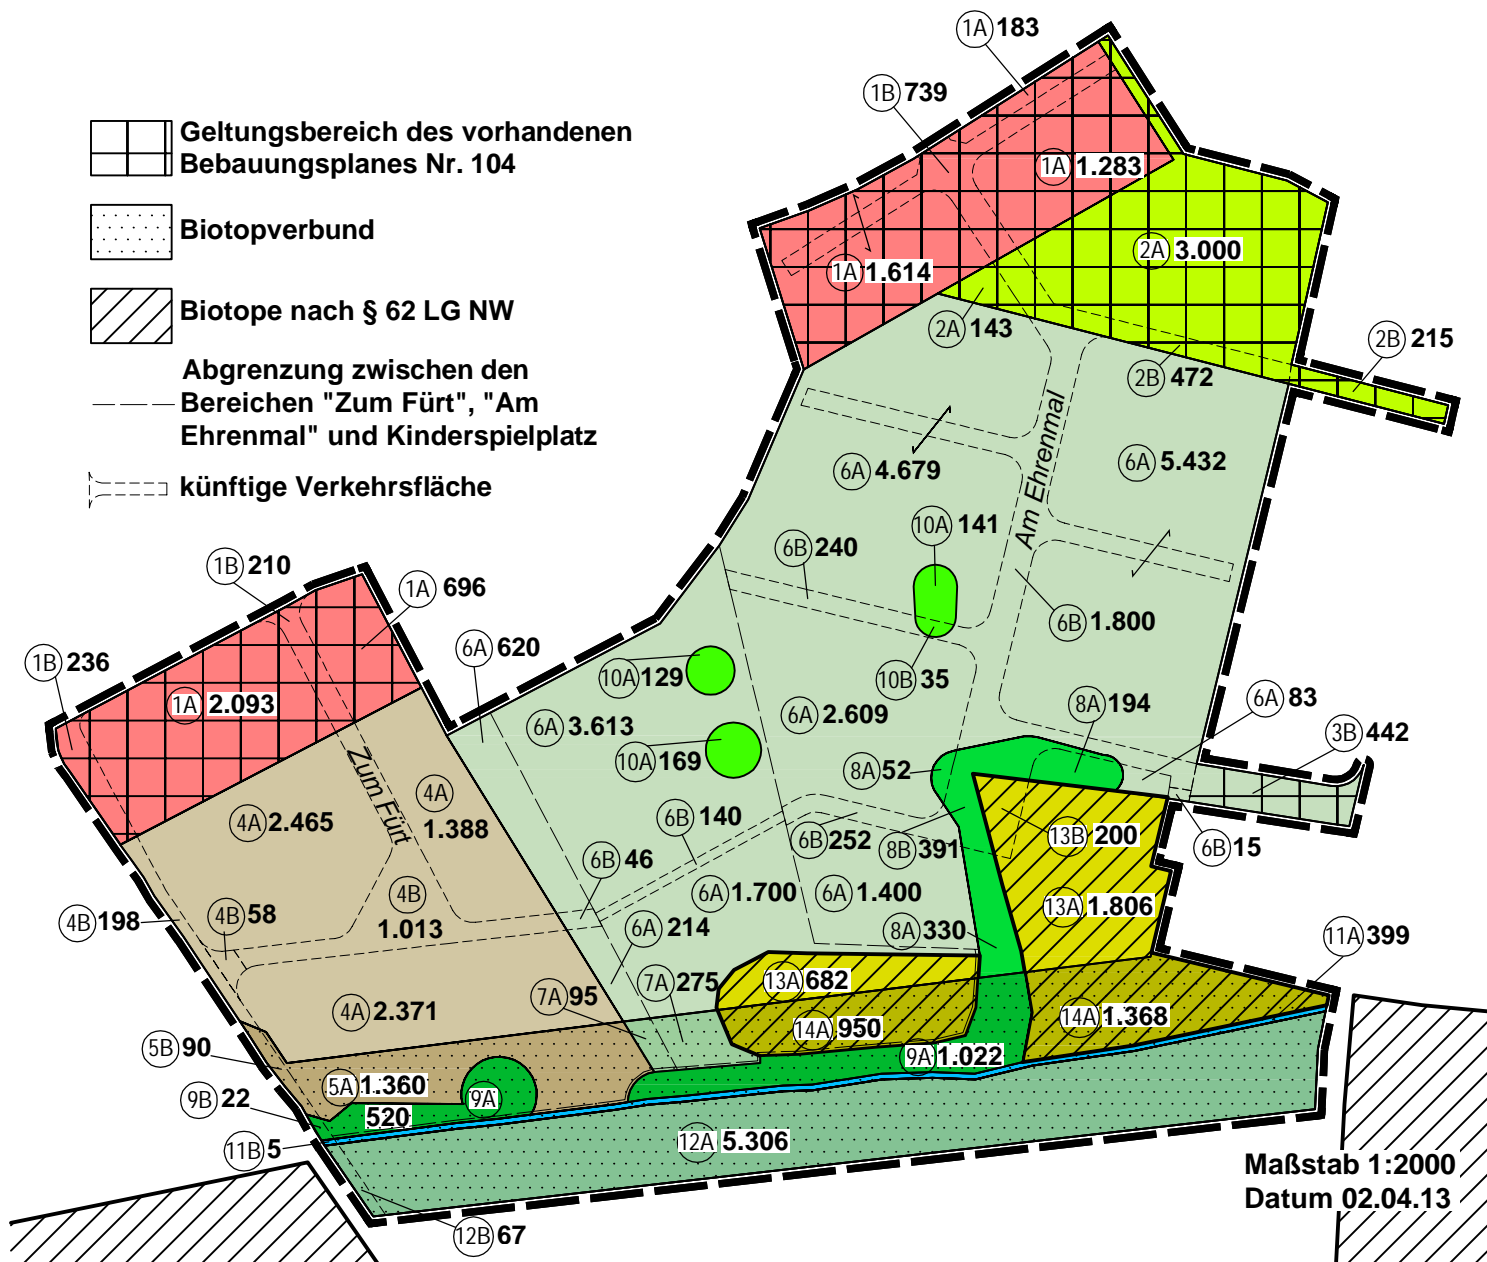 1A 183
1B 739
Geltungsbereich des vorhandenen
Bebauungsplanes Nr. 104
1A 1.283
Biotopverbund
2A 3.000
1A 1.614
Biotope nach § 62 LG NW
2A 143
2B 215
Abgrenzung zwischen den
Bereichen "Zum Fürt", "Am
Ehrenmal" und Kinderspielplatz
2B 472
künftige Verkehrsfläche
6A 4.679
Am Ehrenmal
6A 5.432
10A 141
6B 240
1B 210
1A 696
6A 620
6B 1.800
1B 236
10A 129
10B 35
1A 2.093
6A 3.613
6A 2.609
8A 194
6A 83
3B 442
10A 169
8A 52
Zum Fürt
4A 2.465
4A
1.388
6B 140
6B 252
8B 391
13B 200
6B 15
6B 46
4B 198
4B 58
4B
1.013
6A 1.700
6A 1.400
13A 1.806
6A 214
8A 330
11A 399
7A 95
7A 275
13A 682
4A 2.371
14A 950
14A 1.368
5B 90
9A 1.022
5A 1.360
9A
520
9B 22
11B 5
12A 5.306
Maßstab 1:2000
Datum 02.04.13
12B 67